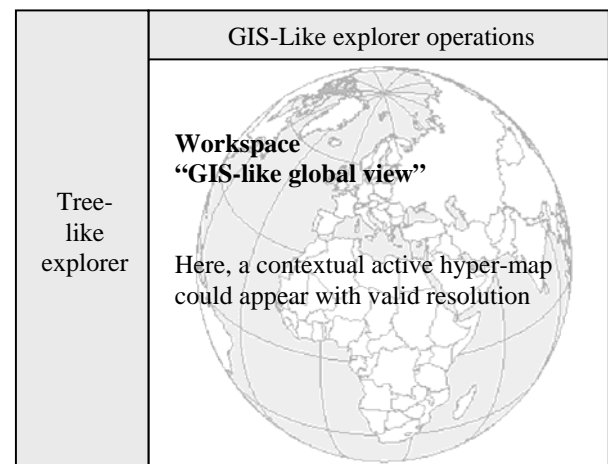 GIS-Like explorer operations
Workspace
“GIS-like global view”
Tree-
like
explorer
Here, a contextual active hyper-map
could appear with valid resolution